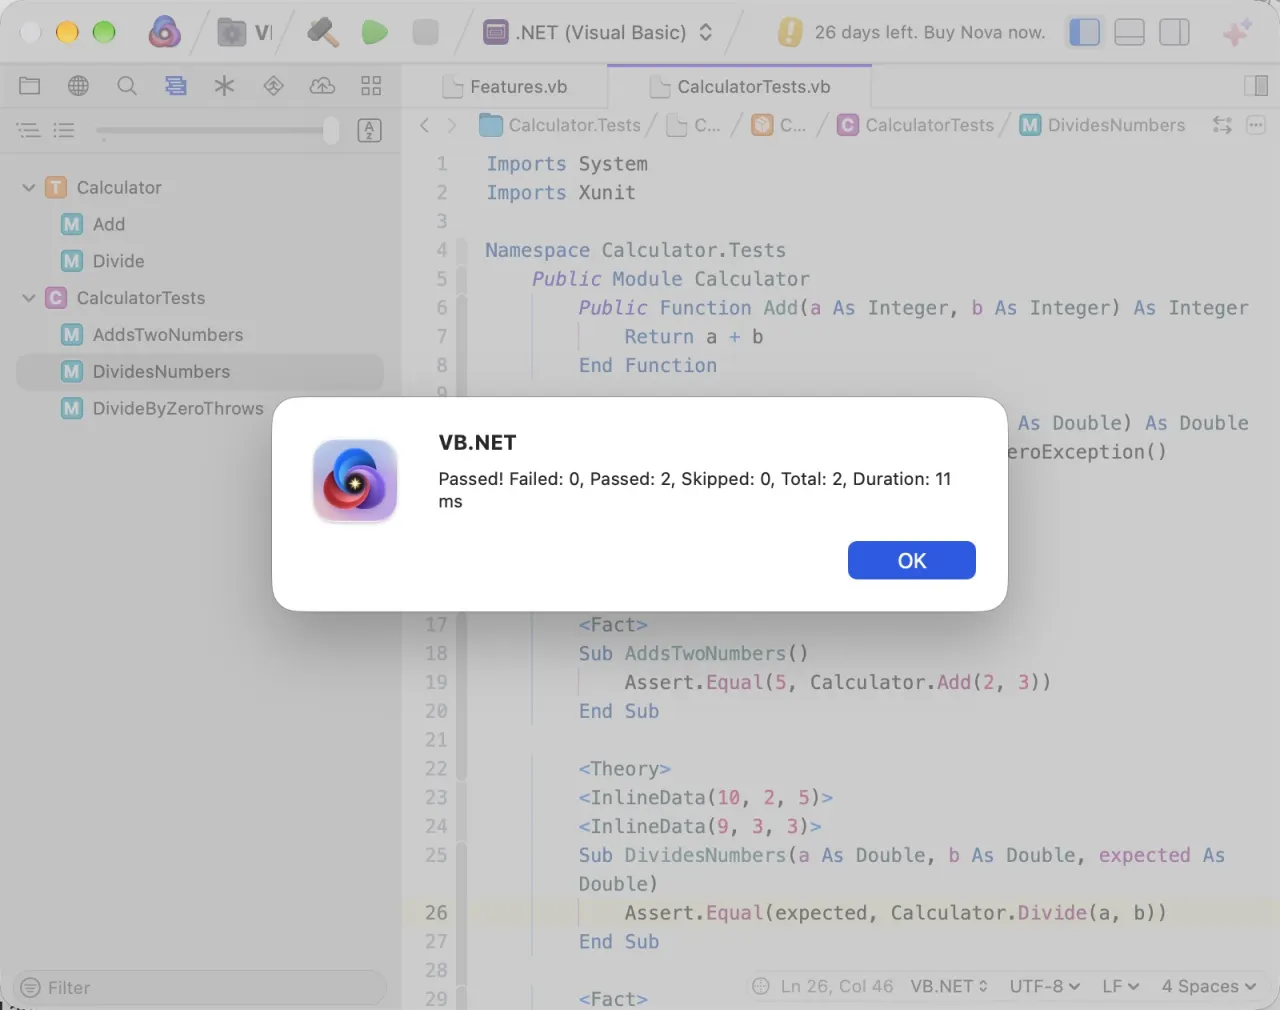 .NET (Visual Basic)
26 days left. Buy Nova now.
Features.vb
CalculatorTests.vb
Calculator.Tests
C...
C...
C CalculatorTests
M DividesNumbers
T Calculator
M Add
M Divide
C CalculatorTests
M AddsTwoNumbers
M DividesNumbers
M DivideByZeroThrows
1 Imports System
2 Imports Xunit
3
4 Namespace Calculator.Tests
5 Public Module Calculator
6 Public Function Add(a As Integer, b As Integer) As Integer
7 Return a + b
8 End Function
As Double) As Double
eroException()
VB.NET
Passed! Failed: 0, Passed: 2, Skipped: 0, Total: 2, Duration: 11
ms
OK
17 <Fact>
18 Sub AddsTwoNumbers()
19 Assert.Equal(5, Calculator.Add(2, 3))
20 End Sub
21
22 <Theory>
23 <InlineData(10, 2, 5)>
24 <InlineData(9, 3, 3)>
25 Sub DividesNumbers(a As Double, b As Double, expected As
Double)
26 Assert.Equal(expected, Calculator.Divide(a, b))
27 End Sub
28
29 <Fact>
Filter
Ln 26, Col 46
VB.NET
UTF-8
LF
4 Spaces